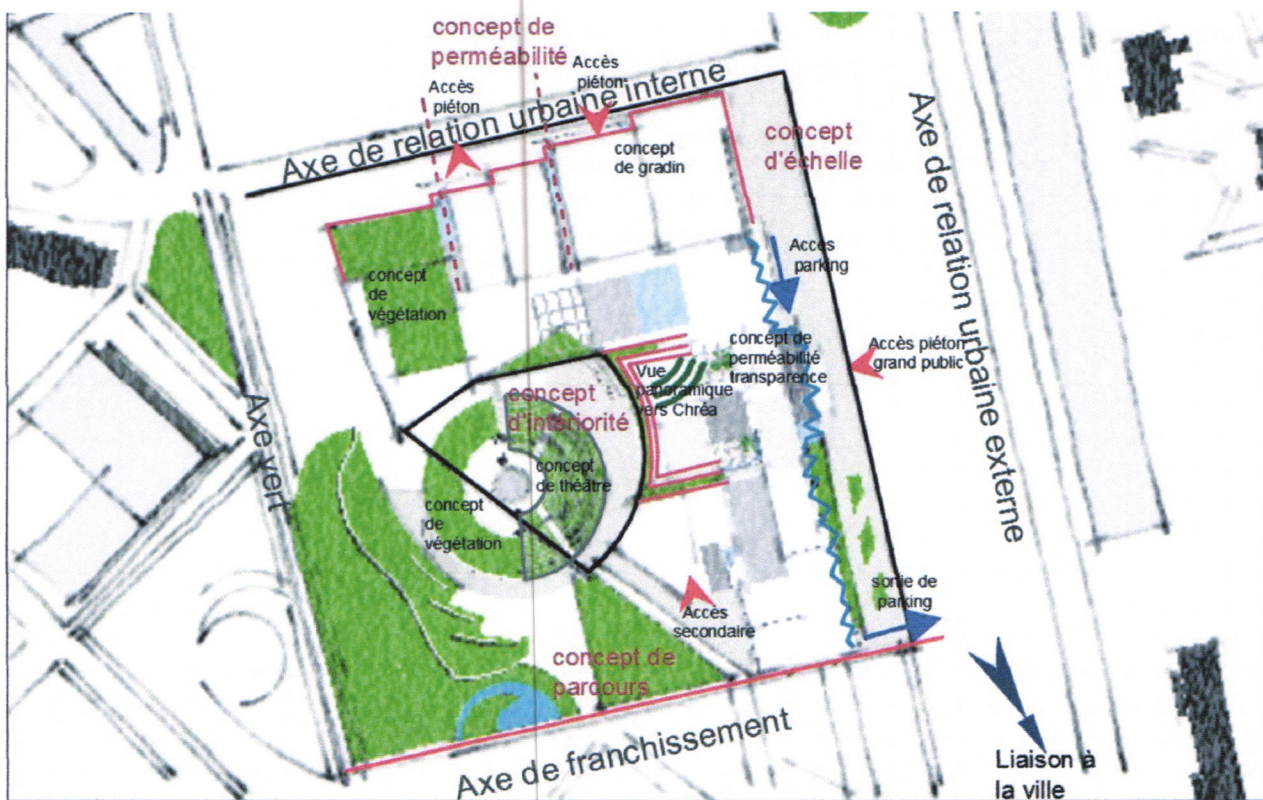 concept de
perméabilité
Accès
piéton
Accès
piéton
Axe de relation urbaine interne
concept
de gradin
concept
d'échelle
Axe de relation urbaine externe
Accès
parking
concept
de
végétation
Accès piéton
grand public
concept de
perméabilité
transparence
Vue
panoramique
vers Chréa
concept
d'intériorité
concept
de théâtre
Axe vert
concept
de
végétation
sortie de
parking
Accès
secondaire
concept de
parcours
Axe de franchissement
Liaison à
la ville